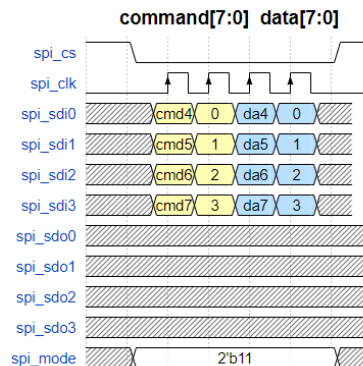 command[7:0] data[7:0]
spi_cs
spi_clk
spi_sdi0 cmd4 0 da4 0
spi_sdi1 cmd5 1 da5 1
spi_sdi2 cmd6 2 da6 2
spi_sdi3 cmd7 3 da7 3
spi_sdo0
spi_sdo1
spi_sdo2
spi_sdo3
spi_mode 2'b11